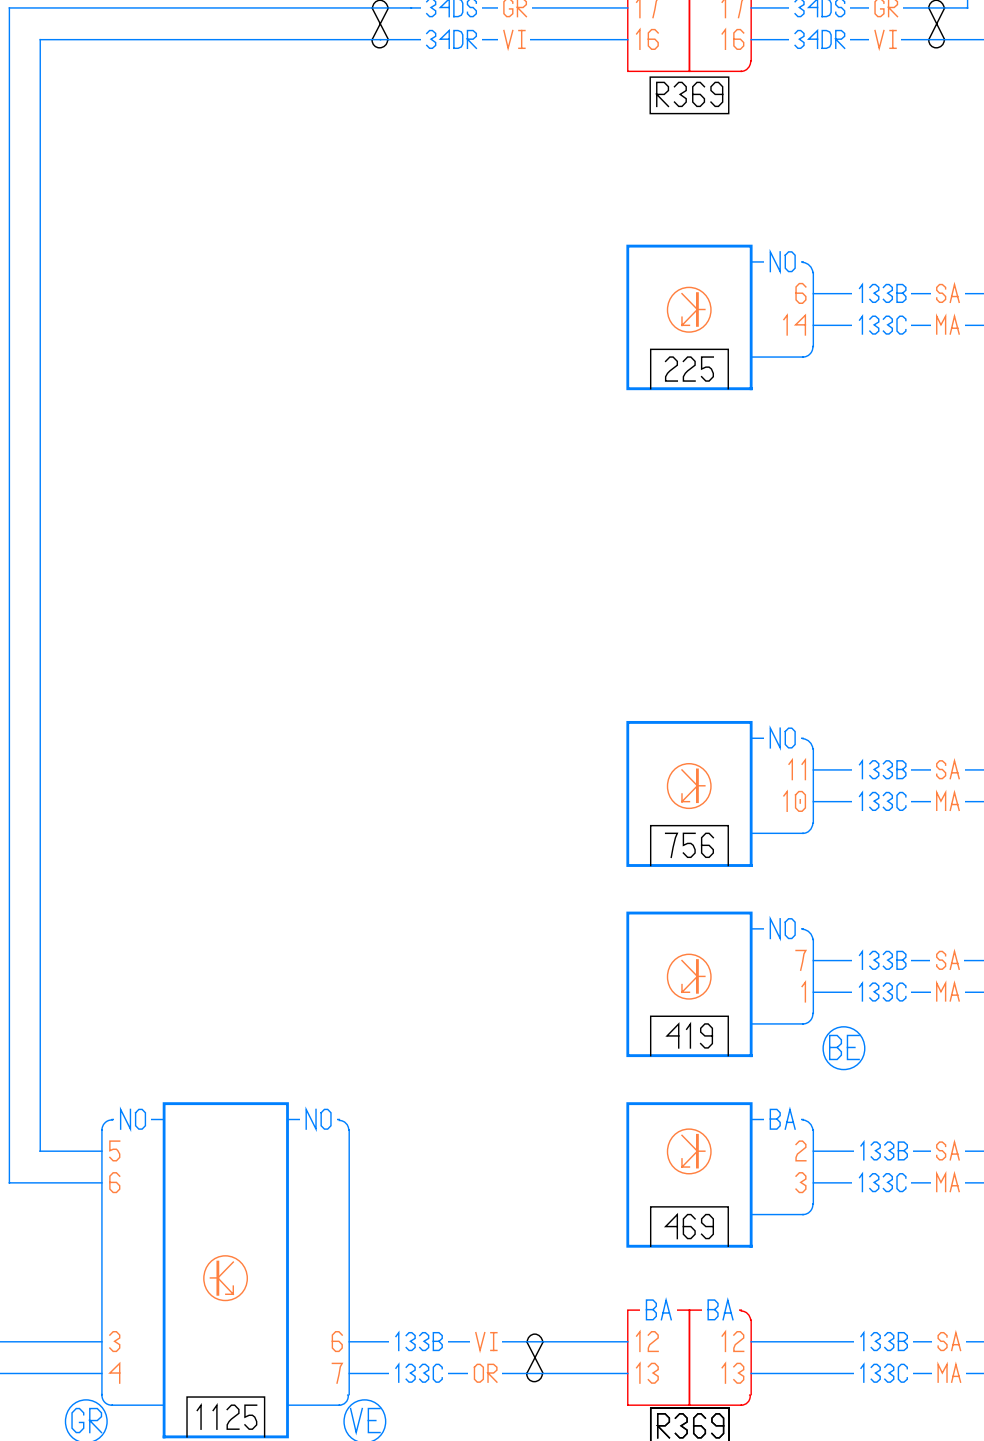 34DS GR 17 17 34DS GR
34DR VI 16 16 34DR VI
R369
NO
6 133B SA
14 133C MA
225
NO
11 133B SA
10 133C MA
756
NO
7 133B SA
1 133C MA
419
BE
NO NO BA
5 2 133B SA
6 3 133C MA
469
BA BA
3 6 133B VI 12 12 133B SA
4 7 133C OR 13 13 133C MA
GR 1125 VE R369